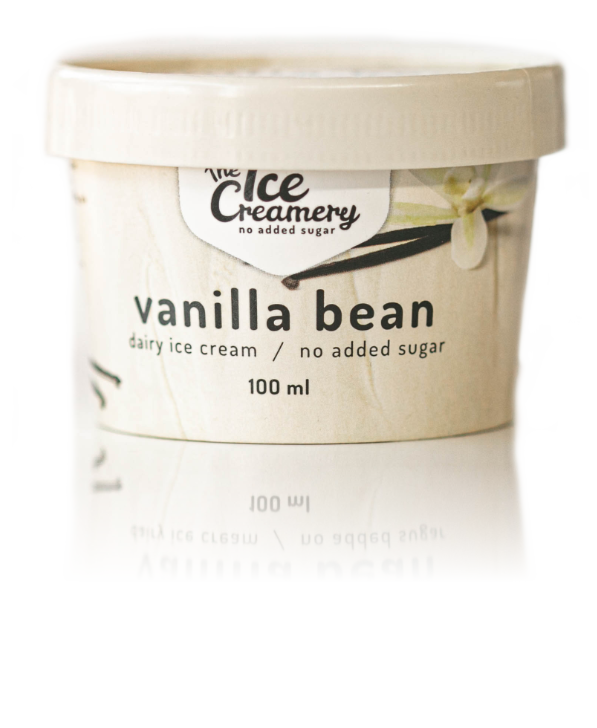 The Ice
Creamery
no added sugar
vanilla bean
dairy ice cream / no added sugar
100 ml